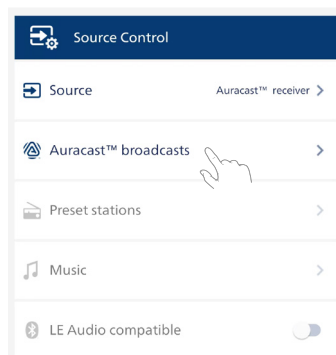 Source Control
Source Auracast™ receiver
Auracast™ broadcasts
Preset stations
Music
LE Audio compatible